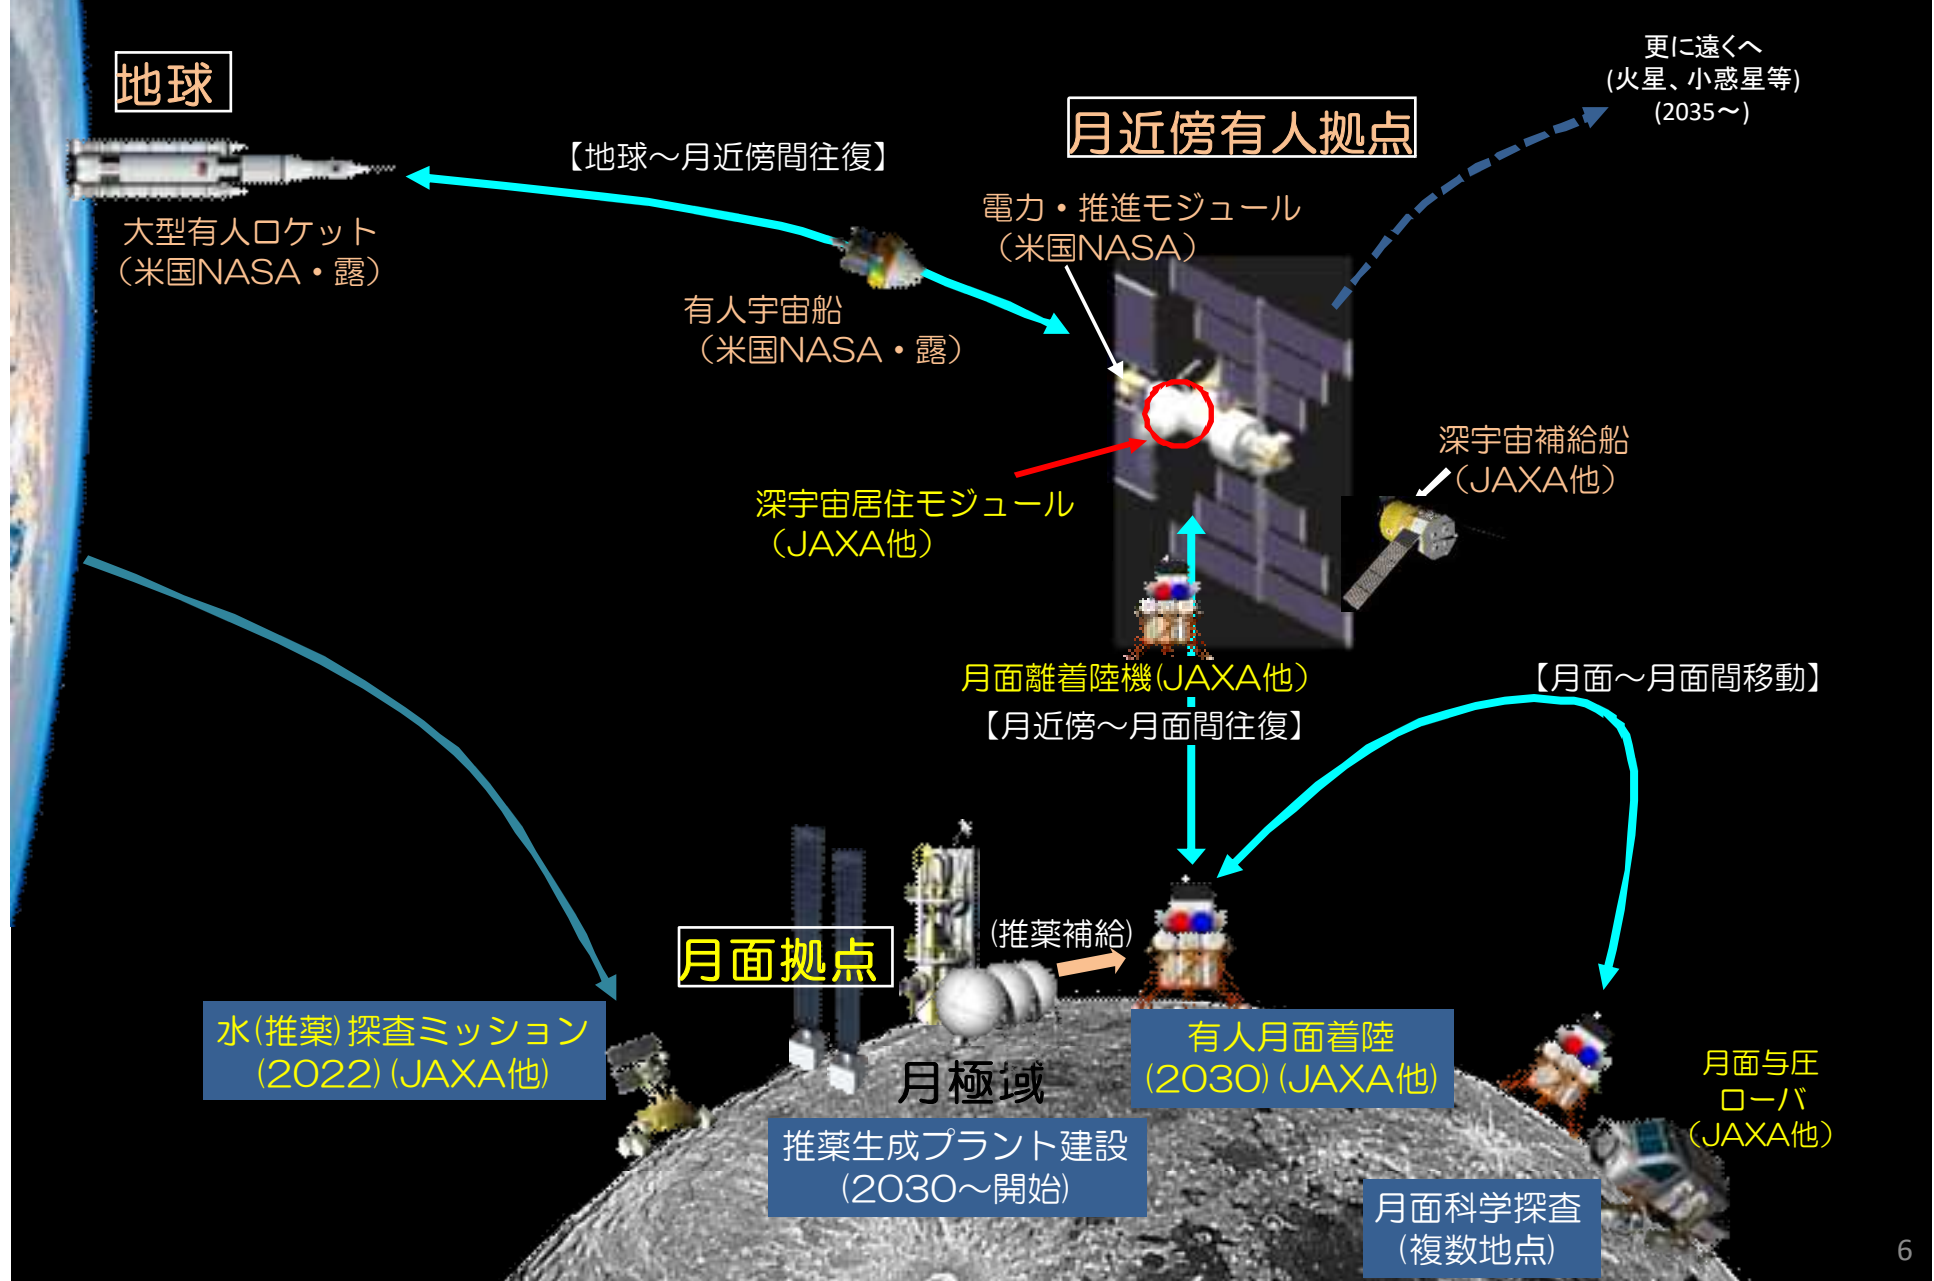 地球
更に遠くへ
(火星、小惑星等)
(2035～)
月近傍有人拠点
【地球～月近傍間往復】
電力・推進モジュール
（米国NASA）
大型有人ロケット
（米国NASA・露）
有人宇宙船
（米国NASA・露）
深宇宙補給船
（JAXA他）
深宇宙居住モジュール
（JAXA他）
月面離着陸機(JAXA他）
【月近傍～月面間往復】
【月面～月面間移動】
月面拠点
(推薬補給)
水(推薬)探査ミッション
(2022)(JAXA他)
月極域
有人月面着陸
(2030)(JAXA他)
月面与圧
ローバ
（JAXA他）
推薬生成プラント建設
(2030～開始)
月面科学探査
(複数地点)
6